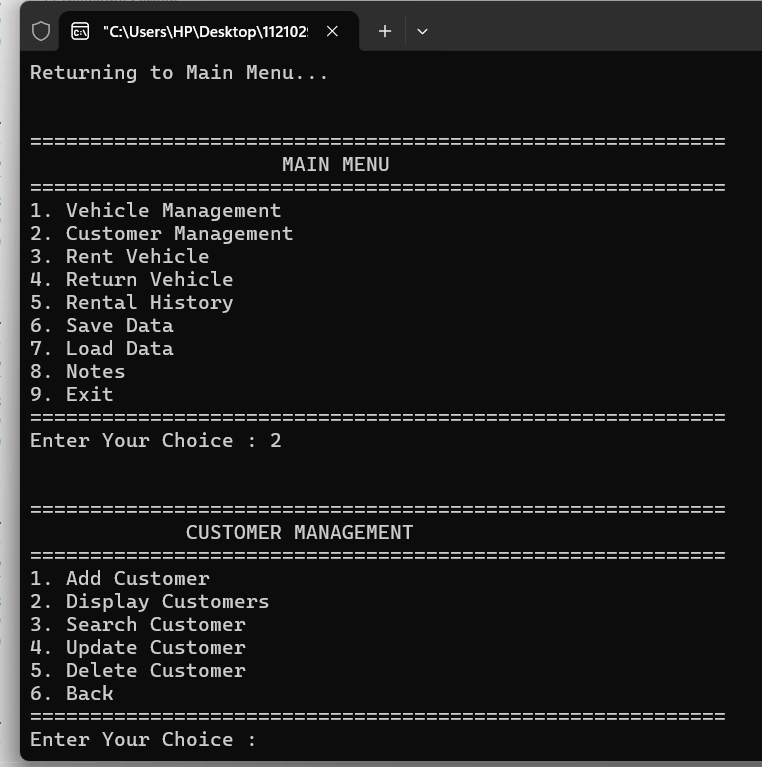 "C:\Users\HP\Desktop\112102
Returning to Main Menu...
==========================================================
MAIN MENU
==========================================================
1. Vehicle Management
2. Customer Management
3. Rent Vehicle
4. Return Vehicle
5. Rental History
6. Save Data
7. Load Data
8. Notes
9. Exit
==========================================================
Enter Your Choice : 2
==========================================================
CUSTOMER MANAGEMENT
==========================================================
1. Add Customer
2. Display Customers
3. Search Customer
4. Update Customer
5. Delete Customer
6. Back
==========================================================
Enter Your Choice :